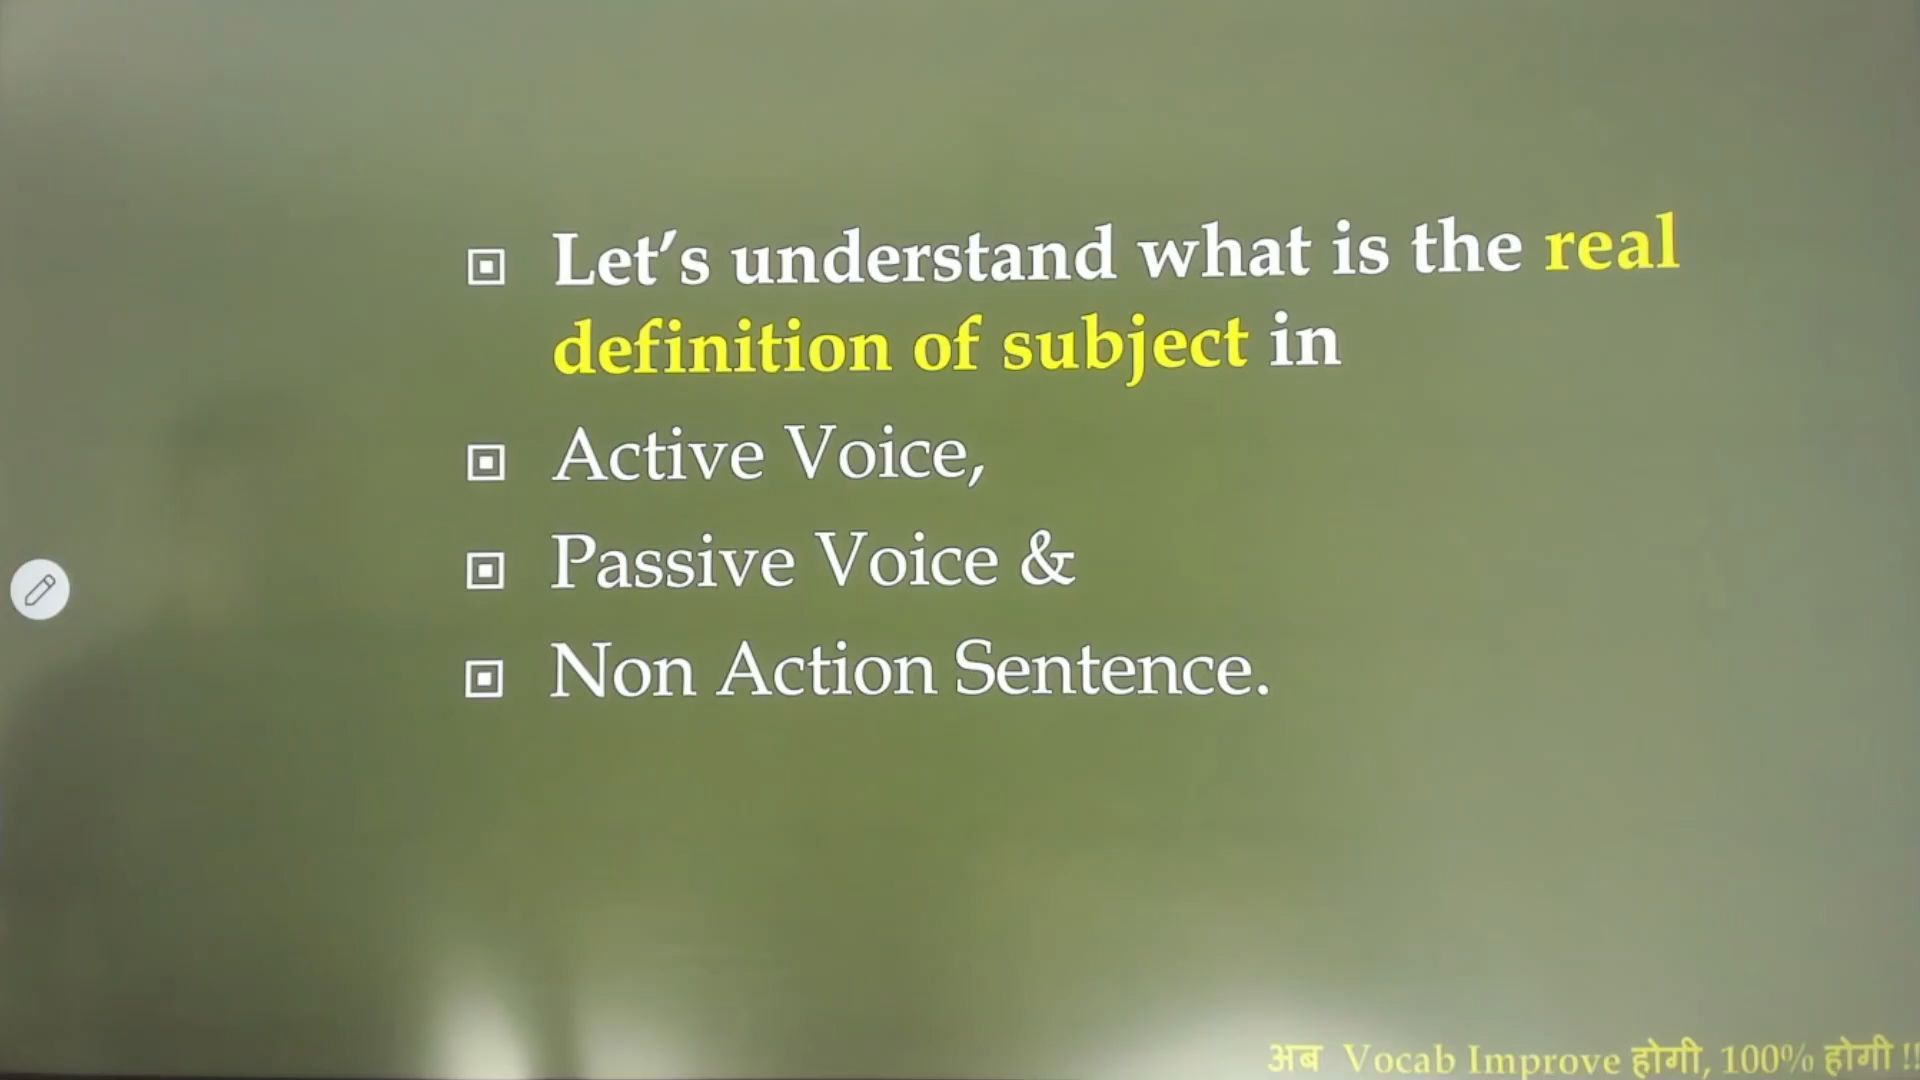 Let's understand what is the real
definition of subject in
Active Voice,
Passive Voice &
Non Action Sentence.
अब Vocab Improve होगी, 100% होगी !!